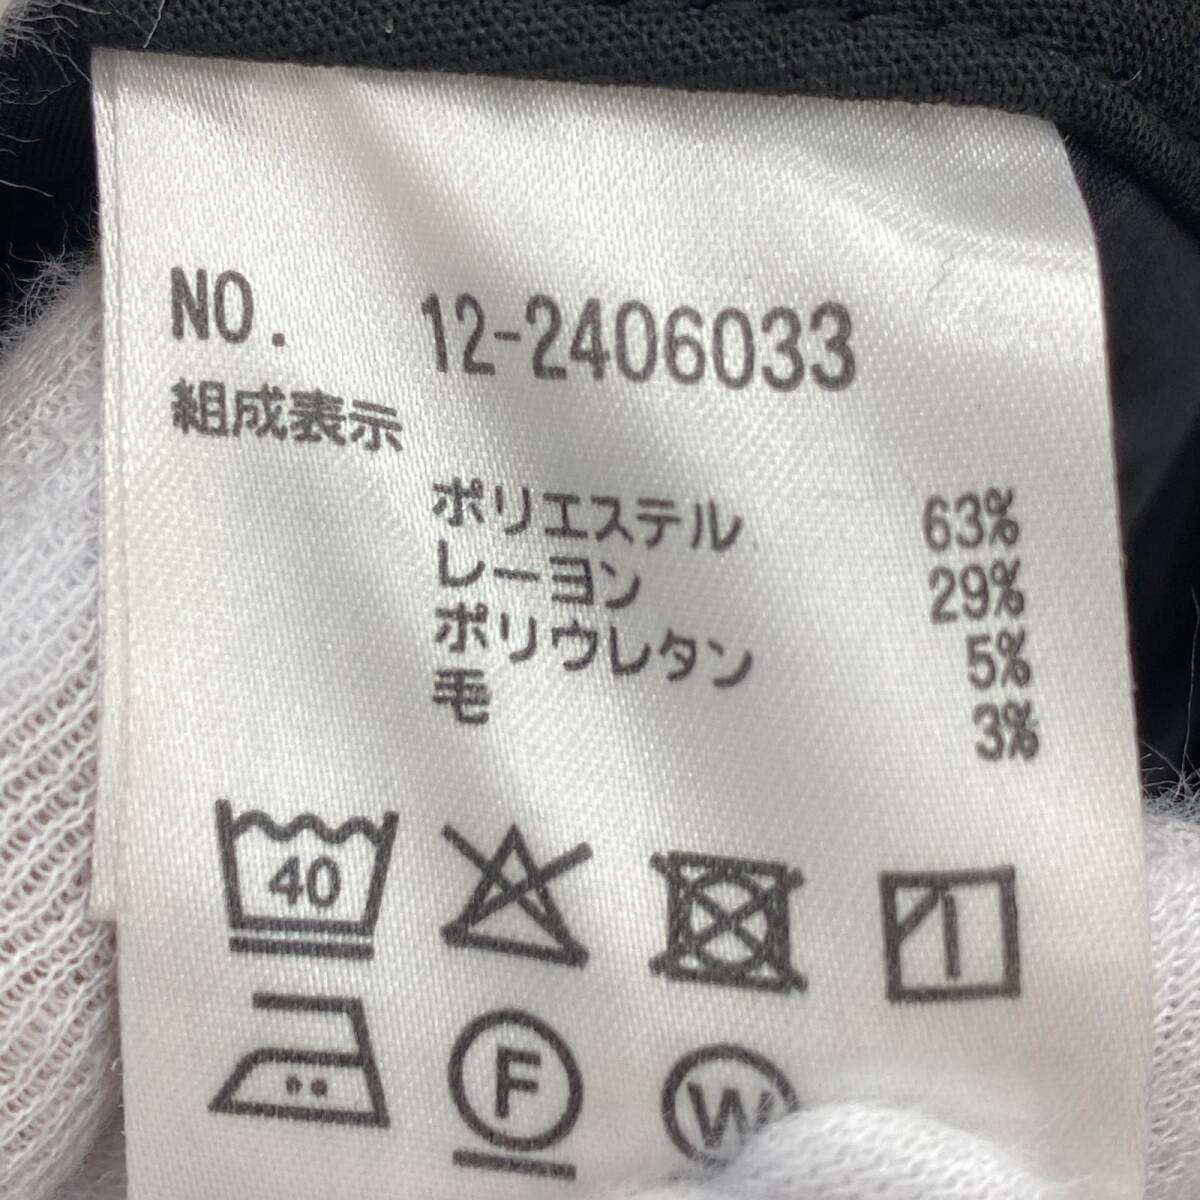 NO. 12-2406033
組成表示
ポリエステル 63%
レーヨン 29%
ポリウレタン 5%
毛 3%
40
F W